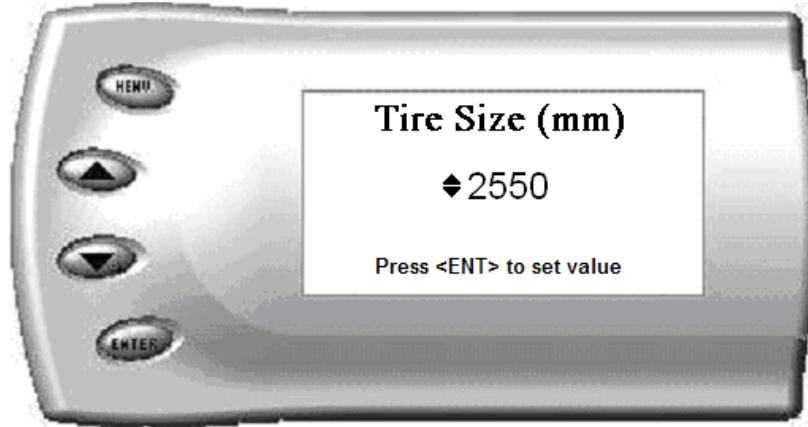 MENU
Tire Size (mm)
2550
Press <ENT> to set value
ENTER